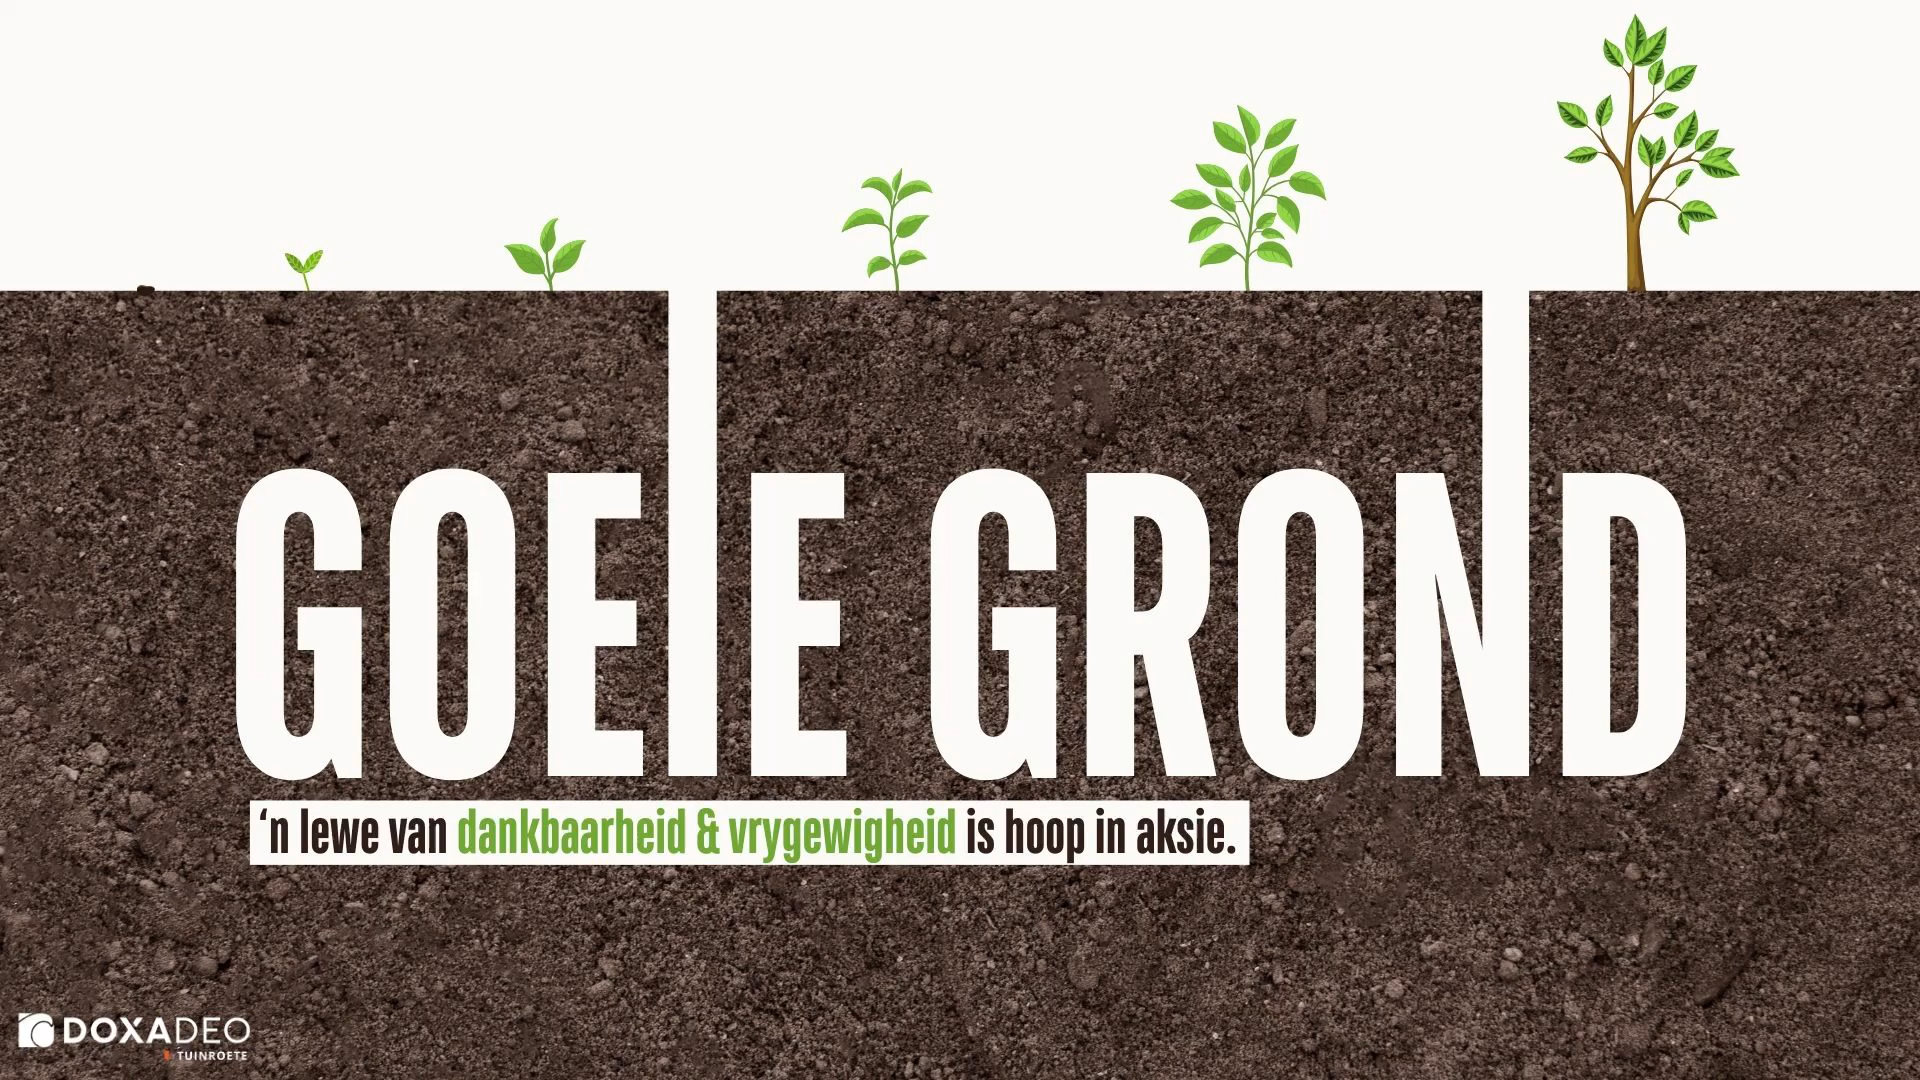 GOEIE GROND
‘n lewe van dankbaarheid & vrygewigheid is hoop in aksie.
DOXADEO
TUINROETE